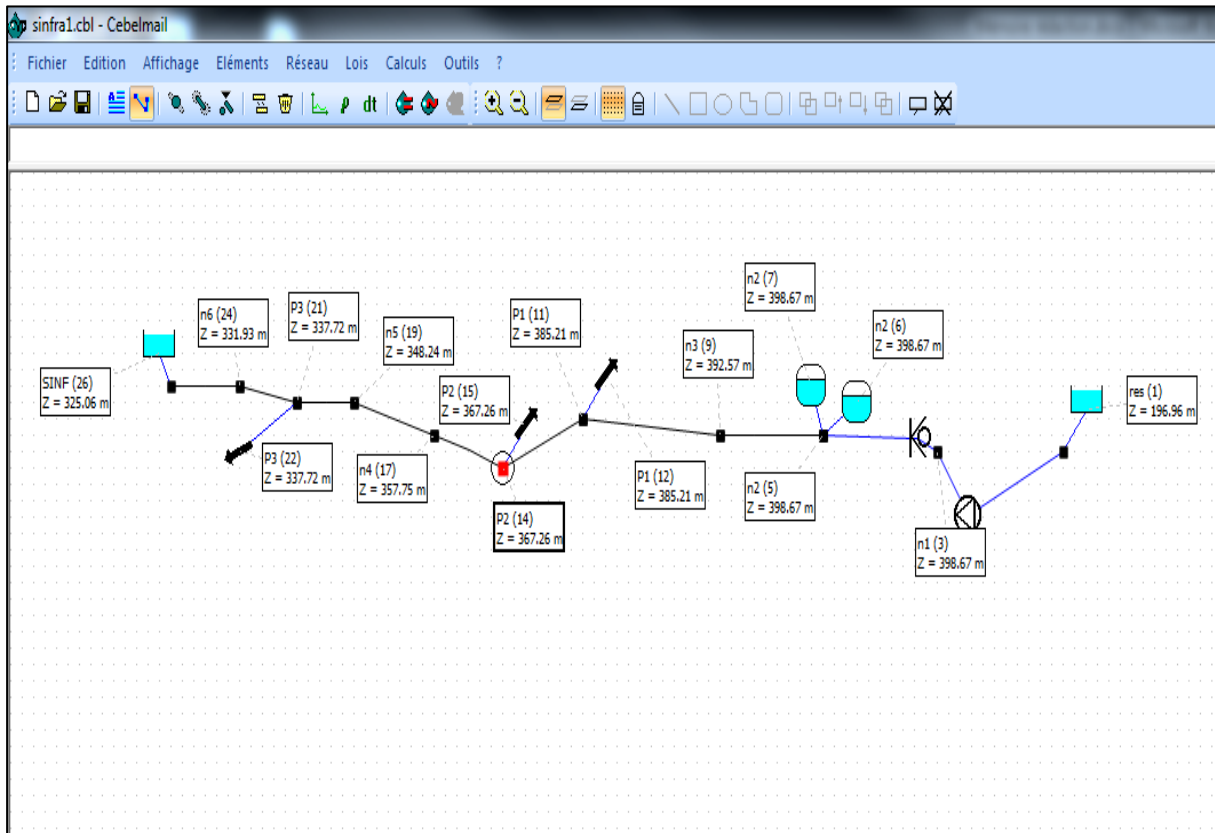 sinfra1.cbl - Cebelmail
Fichier Edition Affichage Eléments Réseau Lois Calculs Outils ?
dt
n2 (7)
Z = 398.67 m
n6 (24)
Z = 331.93 m
P3 (21)
Z = 337.72 m
P1 (11)
Z = 385.21 m
n5 (19)
Z = 348.24 m
n2 (6)
Z = 398.67 m
n3 (9)
Z = 392.57 m
SINF (26)
Z = 325.06 m
P2 (15)
Z = 367.26 m
res (1)
Z = 196.96 m
P3 (22)
Z = 337.72 m
n4 (17)
Z = 357.75 m
P1 (12)
Z = 385.21 m
n2 (5)
Z = 398.67 m
P2 (14)
Z = 367.26 m
n1 (3)
Z = 398.67 m